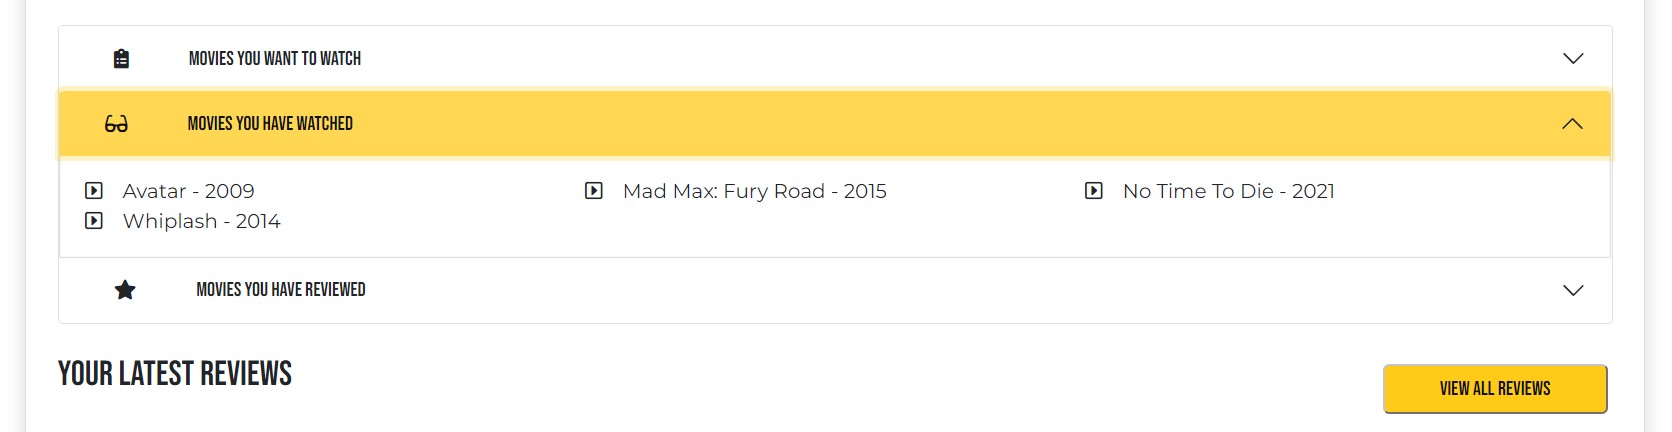 MOVIES YOU WANT TO WATCH
MOVIES YOU HAVE WATCHED
Avatar - 2009 Mad Max: Fury Road - 2015 No Time To Die - 2021
Whiplash - 2014
MOVIES YOU HAVE REVIEWED
YOUR LATEST REVIEWS
VIEW ALL REVIEWS